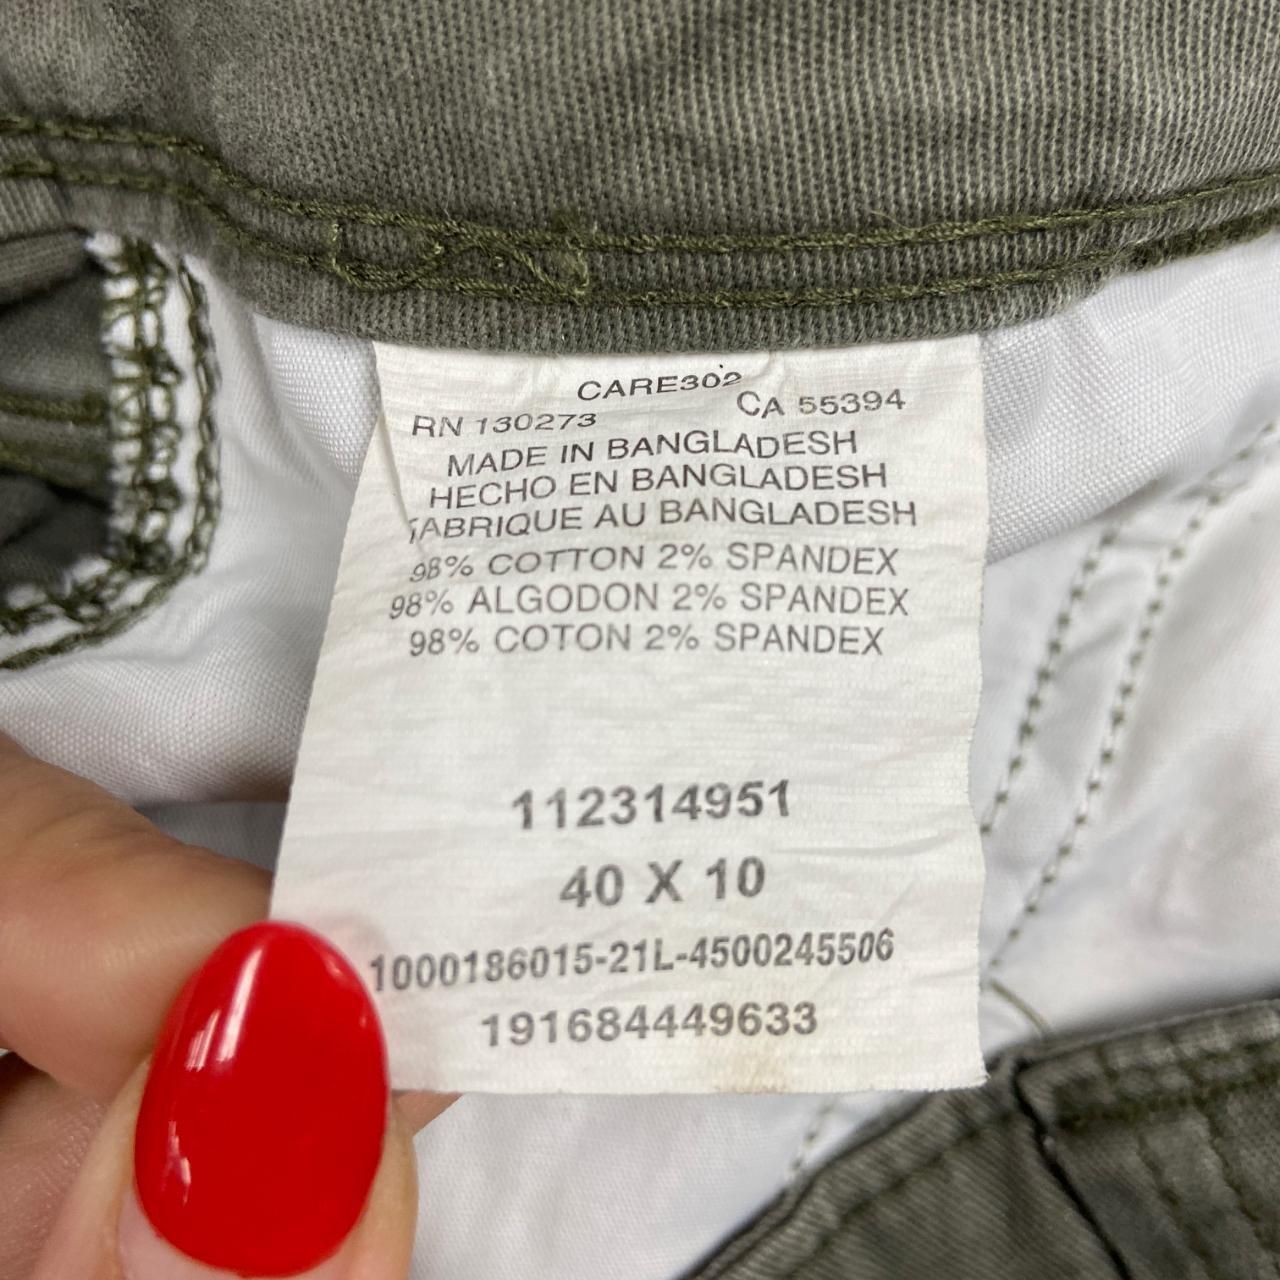 CARE302
RN 130273 CA 55394
MADE IN BANGLADESH
HECHO EN BANGLADESH
FABRIQUE AU BANGLADESH
98% COTTON 2% SPANDEX
98% ALGODON 2% SPANDEX
98% COTON 2% SPANDEX
112314951
40 X 10
1000186015-21L-4500245506
191684449633